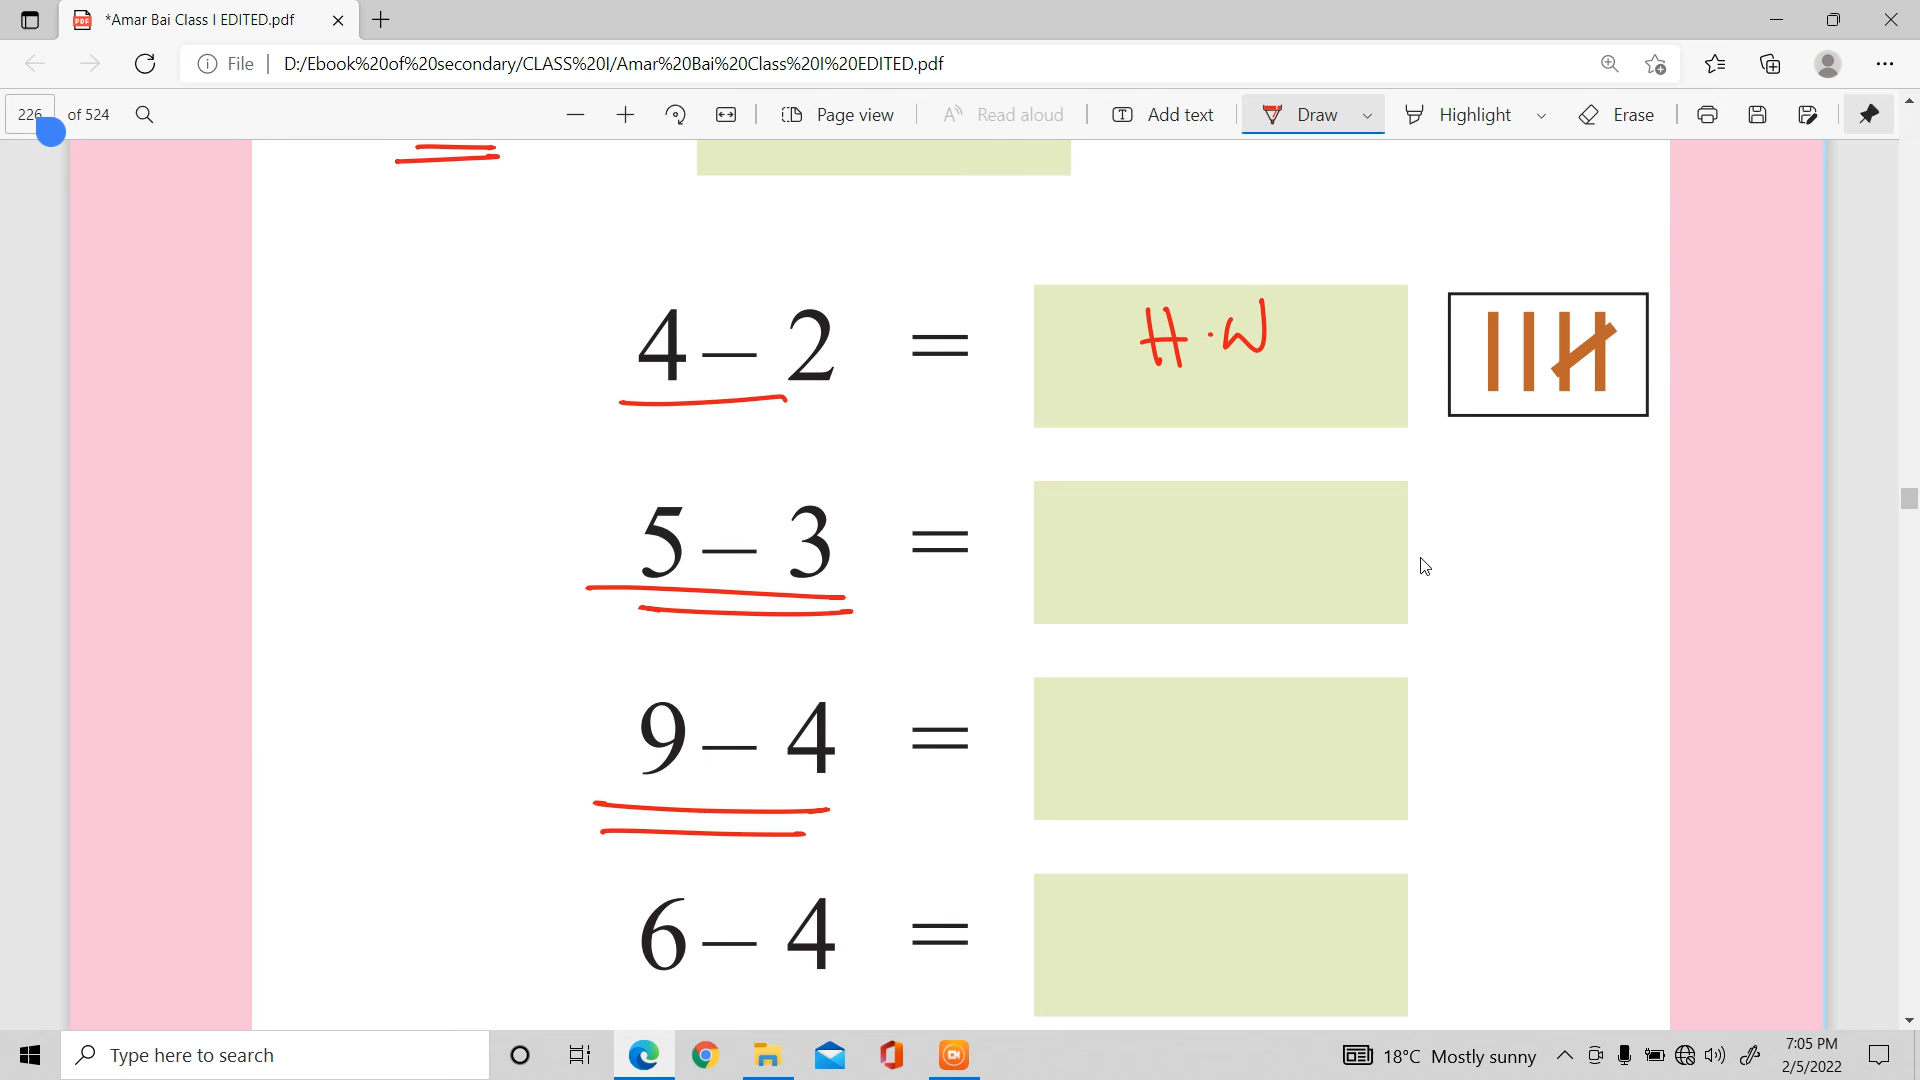 *Amar Bai Class I EDITED.pdf
File D:/Ebook%20of%20secondary/CLASS%20I/Amar%20Bai%20Class%20I%20EDITED.pdf
226 of 524 Page view Read aloud Add text Draw Highlight Erase
4 – 2 = H.W
5 – 3 =
9 – 4 =
6 – 4 =
Type here to search 18°C Mostly sunny 7:05 PM
2/5/2022